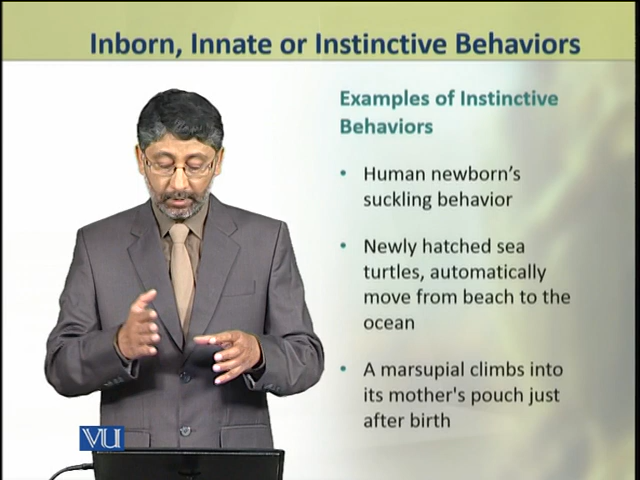 Inborn, Innate or Instinctive Behaviors
Examples of Instinctive
Behaviors
• Human newborn's
suckling behavior
• Newly hatched sea
turtles, automatically
move from beach to the
ocean
• A marsupial climbs into
its mother's pouch just
after birth
VU